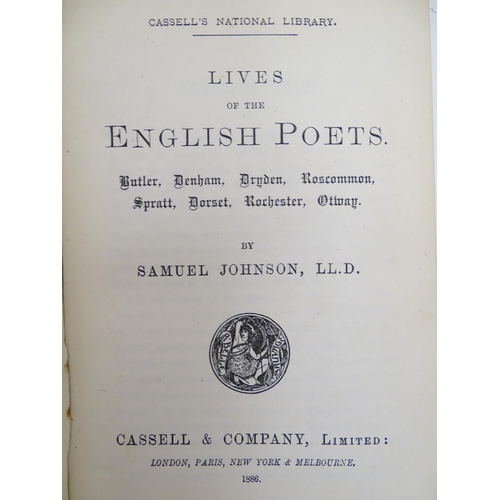 CASSELL'S NATIONAL LIBRARY.
LIVES
OF THE
ENGLISH POETS.
Butler, Denham, Dryden, Roscommon,
Spratt, Dorset, Rochester, Otway.
BY
SAMUEL JOHNSON, LL.D.
CASSELL & COMPANY, LIMITED:
LONDON, PARIS, NEW YORK & MELBOURNE.
1886.